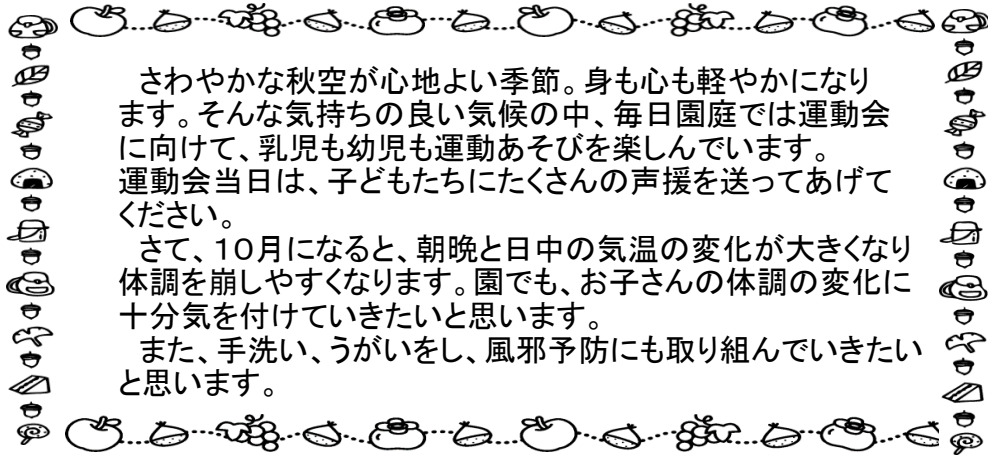 さわやかな秋空が心地よい季節。身も心も軽やかになり
ます。そんな気持ちの良い気候の中、毎日園庭では運動会
に向けて、乳児も幼児も運動あそびを楽しんでいます。
運動会当日は、子どもたちにたくさんの声援を送ってあげて
ください。
　さて、１０月になると、朝晩と日中の気温の変化が大きくなり
体調を崩しやすくなります。園でも、お子さんの体調の変化に
十分気を付けていきたいと思います。
　また、手洗い、うがいをし、風邪予防にも取り組んでいきたい
と思います。